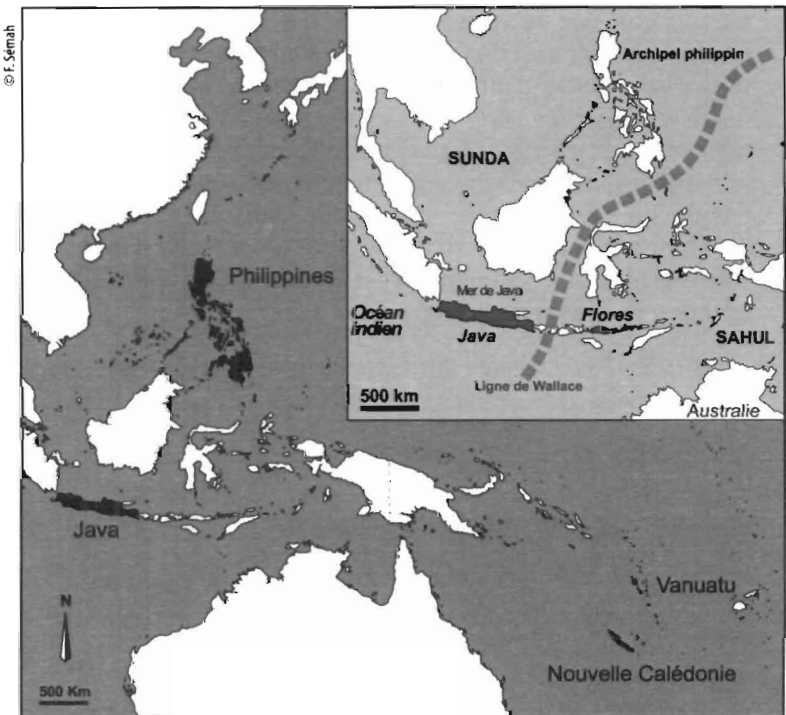 © F. Sémah
Archipel philippin
SUNDA
Philippines
Mer de Java
Océan
Indien
Java
Flores
SAHUL
Ligne de Wallace
500 km
Australie
Java
Vanuatu
N
Nouvelle Calédonie
500 Km